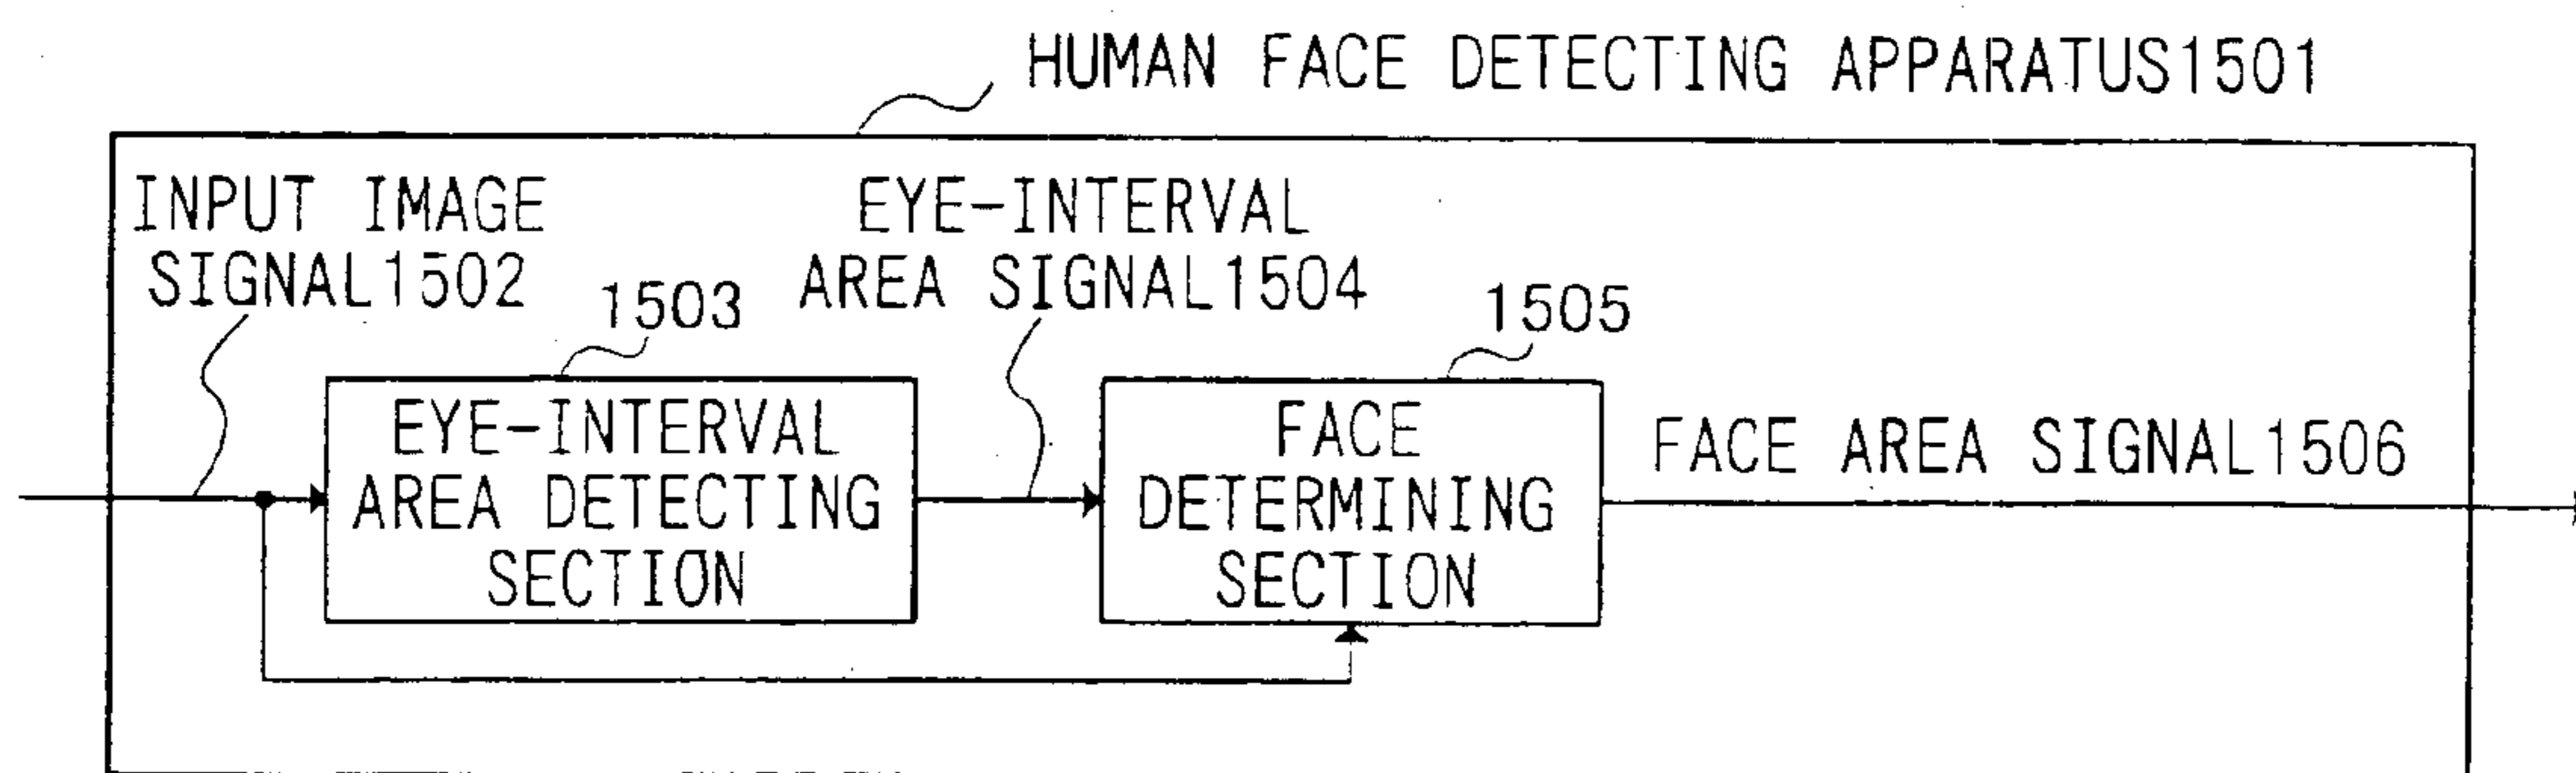 HUMAN FACE DETECTING APPARATUS1501
INPUT IMAGE
SIGNAL1502
EYE-INTERVAL
AREA SIGNAL1504
1503
1505
EYE-INTERVAL
AREA DETECTING
SECTION
FACE
DETERMINING
SECTION
FACE AREA SIGNAL1506